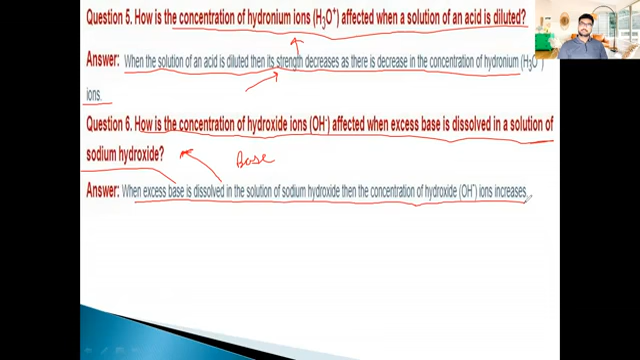 Question 5. How is the concentration of hydronium ions (H₃O⁺) affected when a solution of an acid is diluted?
Answer: When the solution of an acid is diluted then its strength decreases as there is decrease in the concentration of hydronium (H₃O⁺)
ions.
Question 6. How is the concentration of hydroxide ions (OH⁻) affected when excess base is dissolved in a solution of
sodium hydroxide?
Base
Answer: When excess base is dissolved in the solution of sodium hydroxide then the concentration of hydroxide (OH⁻) ions increases.